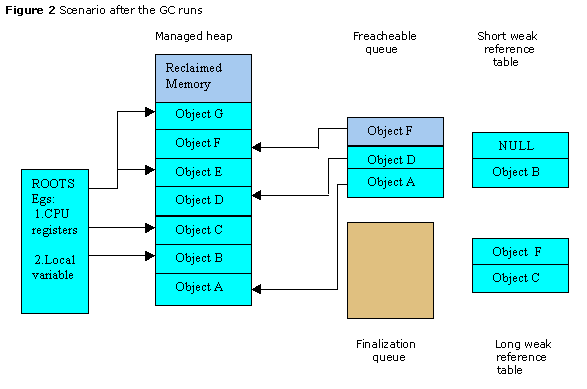 Figure 2 Scenario after the GC runs
Managed heap
Freacheable
queue
Short weak
reference
table
Reclaimed
Memory
Object G
Object F
Object E
Object D
Object C
Object B
Object A
ROOTS
Egs:
1.CPU
registers
2.Local
variable
Object F
Object D
Object A
NULL
Object B
Object F
Object C
Finalization
queue
Long weak
reference
table